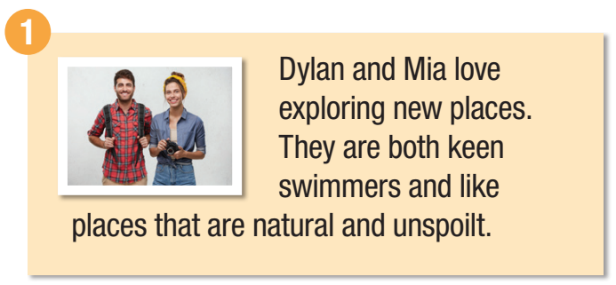 1
Dylan and Mia love
exploring new places.
They are both keen
swimmers and like
places that are natural and unspoilt.